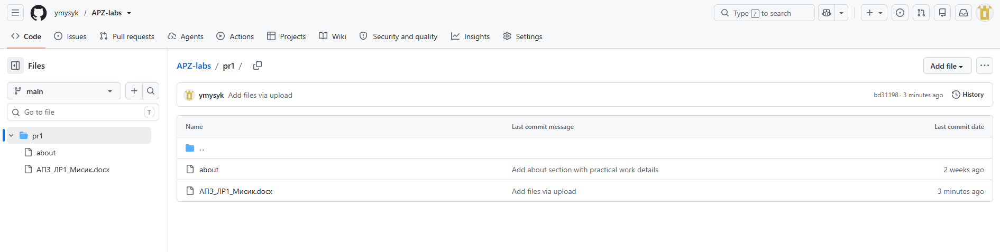 ymysyk / APZ-labs
Type / to search
Code
Issues
Pull requests
Agents
Actions
Projects
Wiki
Security and quality
Insights
Settings
Files
main
Go to file
T
pr1
about
АПЗ_ЛР1_Мисик.docx
APZ-labs / pr1 /
Add file
ymysyk Add files via upload
bd31198 · 3 minutes ago
History
Name Last commit message Last commit date
..
about Add about section with practical work details 2 weeks ago
АПЗ_ЛР1_Мисик.docx Add files via upload 3 minutes ago